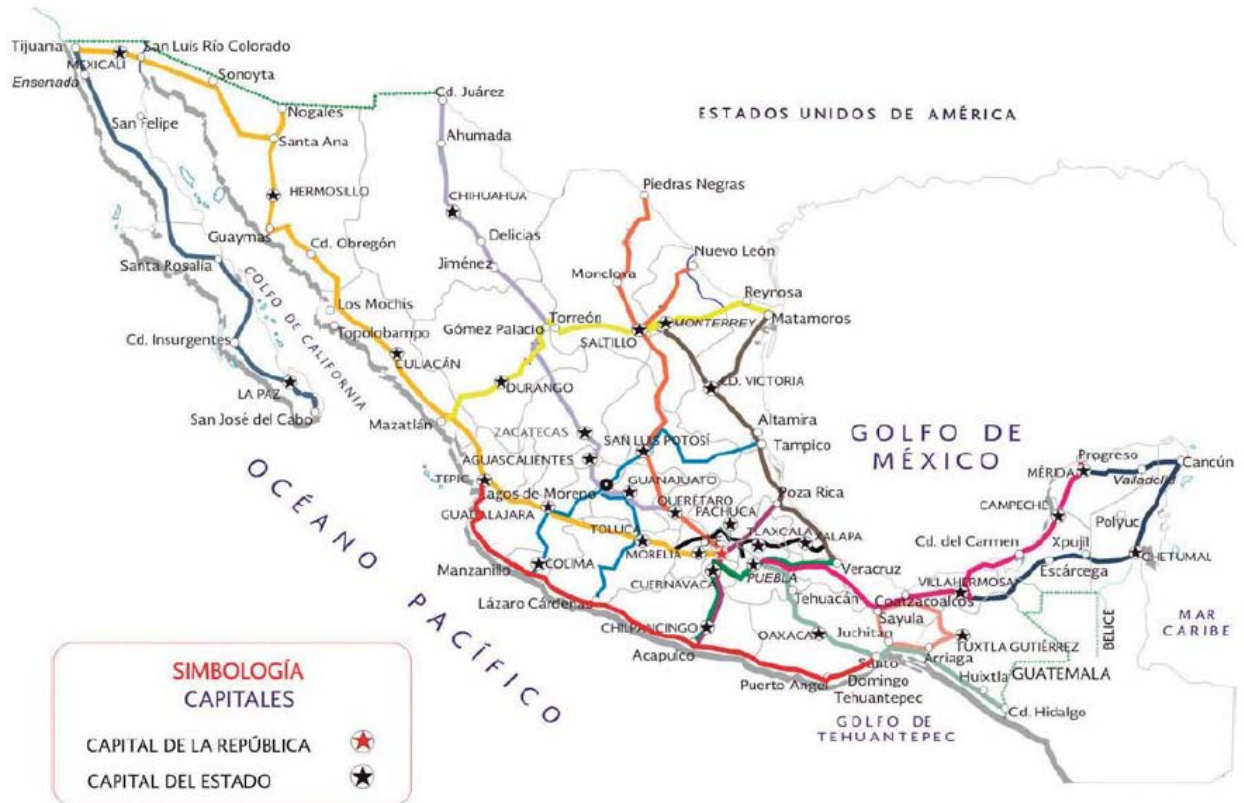 Tijuana
San Luis Río Colorado
MEXICALI
Ensenada
Sonoyta
San Felipe
Nogales
Santa Ana
Cd. Juárez
Ahumada
ESTADOS UNIDOS DE AMÉRICA
HERMOSILLO
CHIHUAHUA
Piedras Negras
Guaymas
Cd. Obregón
Delicias
Santa Rosalía
Jiménez
Monclova
Nuevo León
GOLFO DE CALIFORNIA
Los Mochis
Topolobampo
Torreón
Gómez Palacio
SALTILLO
MONTERREY
Reynosa
Matamoros
Cd. Insurgentes
CULIACÁN
LA PAZ
DURANGO
CD. VICTORIA
San José del Cabo
Mazatlán
ZACATECAS
SAN LUIS POTOSÍ
Altamira
Tampico
GOLFO DE
MÉXICO
AGUASCALIENTES
TEPIC
Lagos de Moreno
GUANAJUATO
QUERÉTARO
Poza Rica
Progreso
MÉRIDA
Valladolid
Cancún
GUADALAJARA
PACHUCA
TOLUCA
TLAXCALA
XALAPA
CAMPECHE
Polyuc
MORELIA
Cd. del Carmen
Xpujil
CHETUMAL
Manzanillo
COLIMA
CUERNAVACA
PUEBLA
Veracruz
VILLAHERMOSA
Escárcega
Lázaro Cárdenas
Tehuacán
Coatzacoalcos
Sayula
CHILPANCINGO
OAXACA
Juchitán
TUXTLA GUTIÉRREZ
BELICE
MAR
CARIBE
Acapulco
Arriaga
Puerto Angel
Santo
Domingo
Tehuantepec
Huixtla
GUATEMALA
Cd. Hidalgo
GOLFO DE
TEHUANTEPEC
OCÉANO PACÍFICO
SIMBOLOGÍA
CAPITALES
CAPITAL DE LA REPÚBLICA
CAPITAL DEL ESTADO